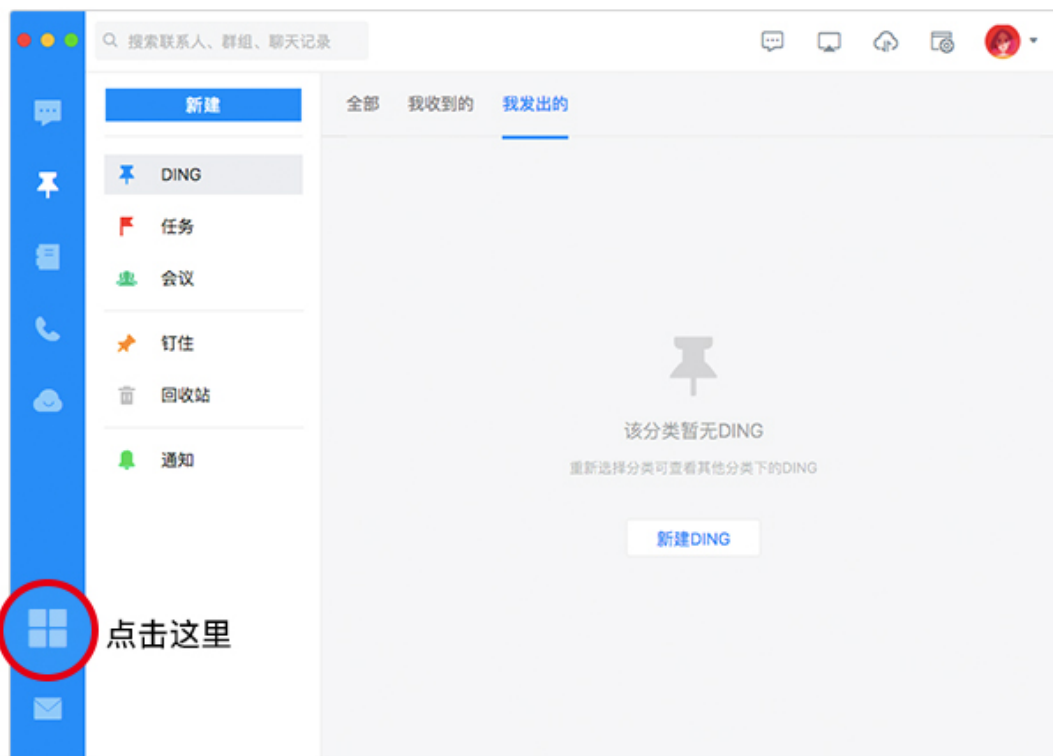 搜索联系人、群组、聊天记录
新建
全部 我收到的 我发出的
DING
任务
会议
钉住
回收站
通知
该分类暂无DING
重新选择分类可查看其他分类下的DING
新建DING
点击这里